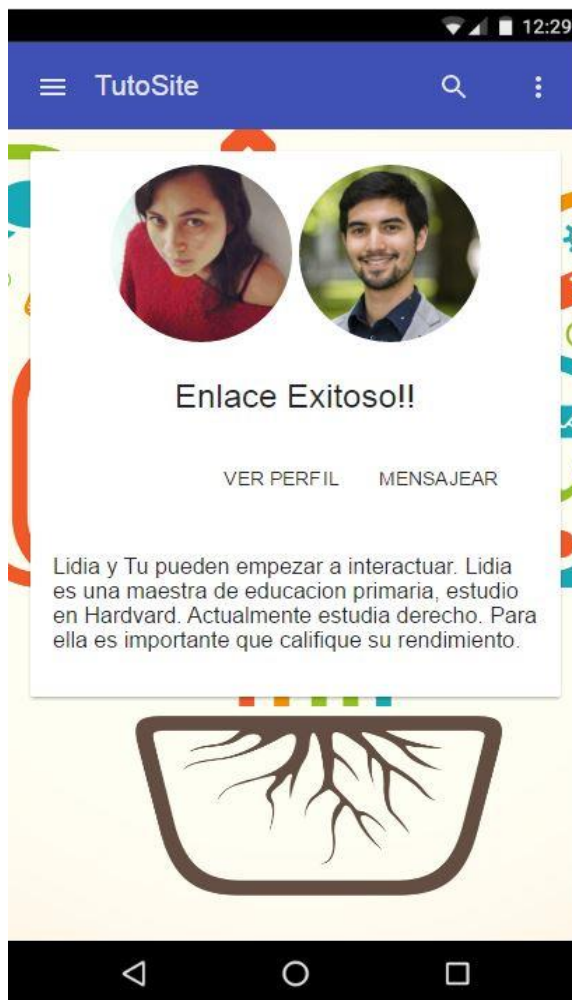 12:29
TutoSite
Enlace Exitoso!!
VER PERFIL MENSAJEAR
Lidia y Tu pueden empezar a interactuar. Lidia
es una maestra de educacion primaria, estudio
en Hardvard. Actualmente estudia derecho. Para
ella es importante que califique su rendimiento.